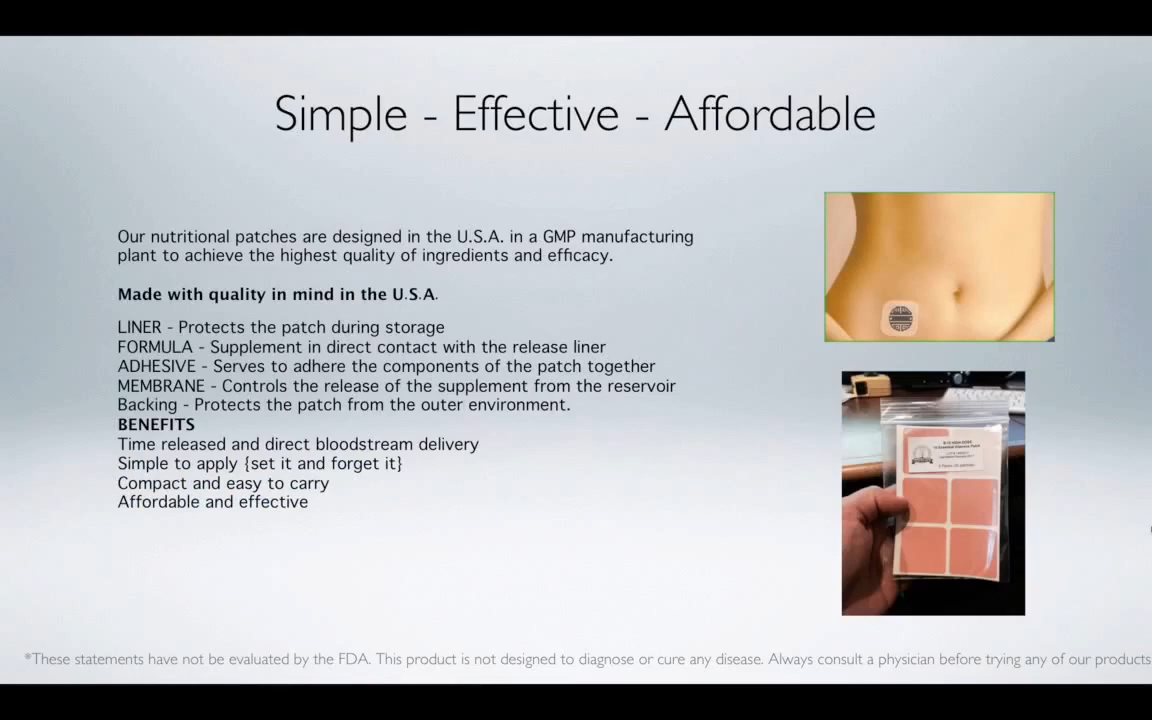 Simple - Effective - Affordable
Our nutritional patches are designed in the U.S.A. in a GMP manufacturing
plant to achieve the highest quality of ingredients and efficacy.
Made with quality in mind in the U.S.A.
LINER - Protects the patch during storage
FORMULA - Supplement in direct contact with the release liner
ADHESIVE - Serves to adhere the components of the patch together
MEMBRANE - Controls the release of the supplement from the reservoir
Backing - Protects the patch from the outer environment.
BENEFITS
Time released and direct bloodstream delivery
Simple to apply {set it and forget it}
Compact and easy to carry
Affordable and effective
*These statements have not be evaluated by the FDA. This product is not designed to diagnose or cure any disease. Always consult a physician before trying any of our products